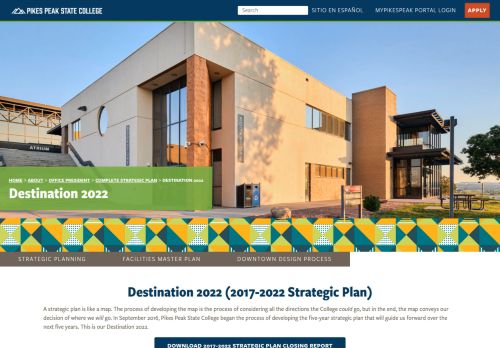 PIKES PEAK STATE COLLEGE
Search
SITIO EN ESPAÑOL
MYPIKESPEAK PORTAL LOGIN
APPLY
ATRIUM
HOME > ABOUT > OFFICE PRESIDENT > COMPLETE STRATEGIC PLAN > DESTINATION 2022
Destination 2022
STRATEGIC PLANNING
FACILITIES MASTER PLAN
DOWNTOWN DESIGN PROCESS
Destination 2022 (2017-2022 Strategic Plan)
A strategic plan is like a map. The process of developing the map is the process of considering all the directions the College could go, but in the end, the map conveys our
decision of where we will go. In September 2016, Pikes Peak State College began the process of developing the five-year strategic plan that will guide us forward over the
next five years. This is our Destination 2022.
DOWNLOAD 2017-2022 STRATEGIC PLAN CLOSING REPORT